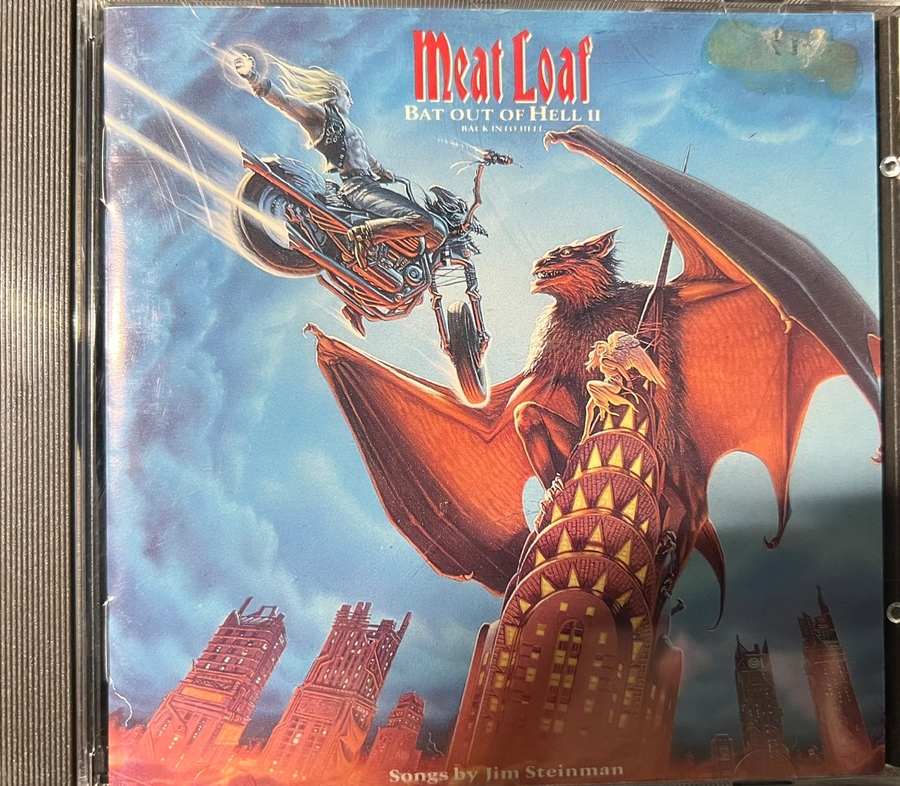 Meat Loaf
BAT OUT OF HELL II
BACK INTO HELL
Songs by Jim Steinman